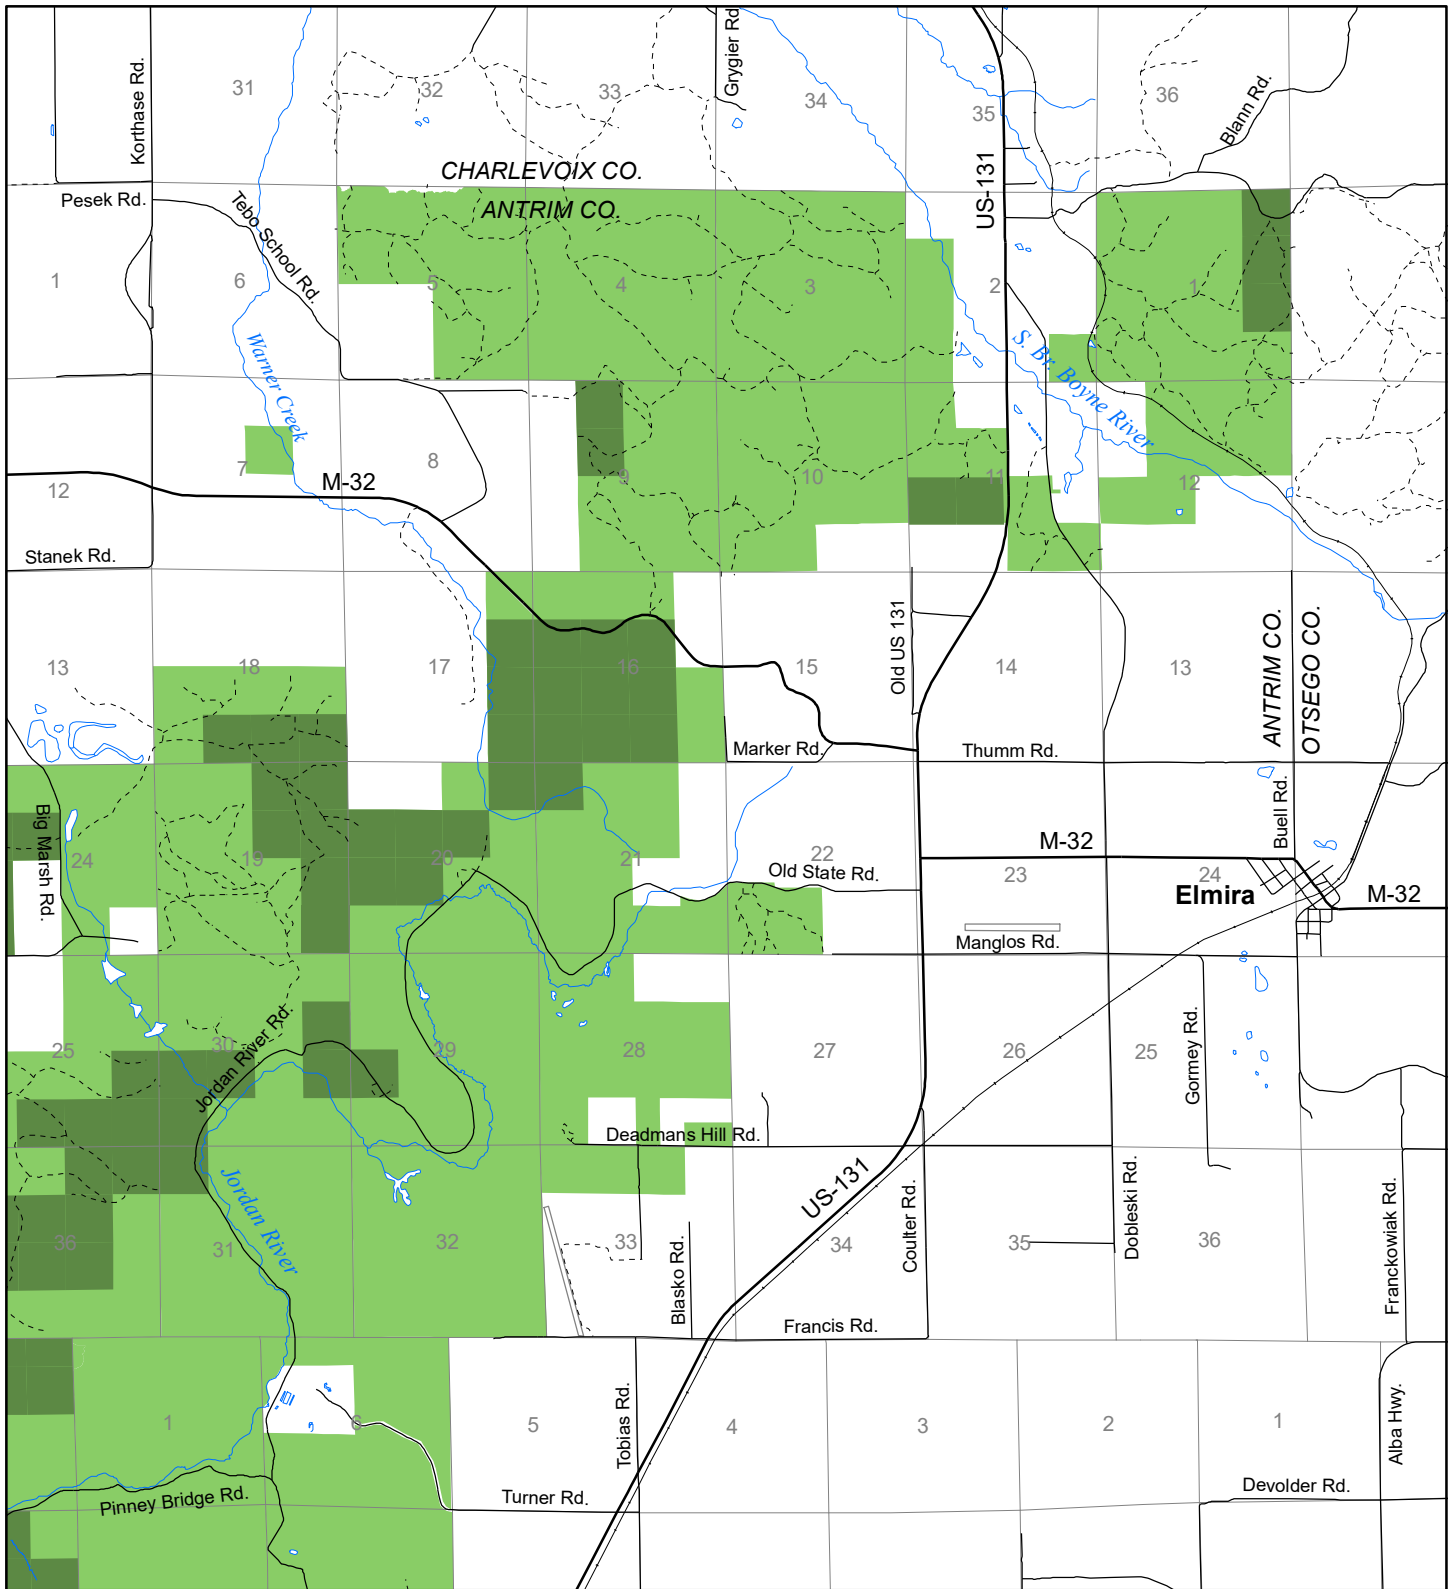 Korthase Rd.
31
32
33
Grygier Rd
34
35
36
Blann Rd.
CHARLEVOIX CO.
ANTRIM CO.
US-131
Pesek Rd.
Tebo School Rd.
1
6
5
4
3
2
1
Warner Creek
S. Br. Boyne River
7
8
9
10
11
12
12
M-32
Stanek Rd.
13
18
17
16
15
Old US 131
14
13
ANTRIM CO.
OTSEGO CO.
Marker Rd.
Thumm Rd.
Big Marsh Rd.
24
19
20
21
22
Old State Rd.
M-32
23
24
Buell Rd.
Elmira
M-32
Manglos Rd.
25
30
Jordan River Rd.
29
28
27
26
25
Gormey Rd.
Deadmans Hill Rd.
US-131
Jordan River
36
31
32
33
Blasko Rd.
34
Coulter Rd.
35
Dobleski Rd.
36
Franckowiak Rd.
Francis Rd.
1
6
5
Tobias Rd.
4
3
2
1
Alba Hwy.
Pinney Bridge Rd.
Turner Rd.
Devolder Rd.